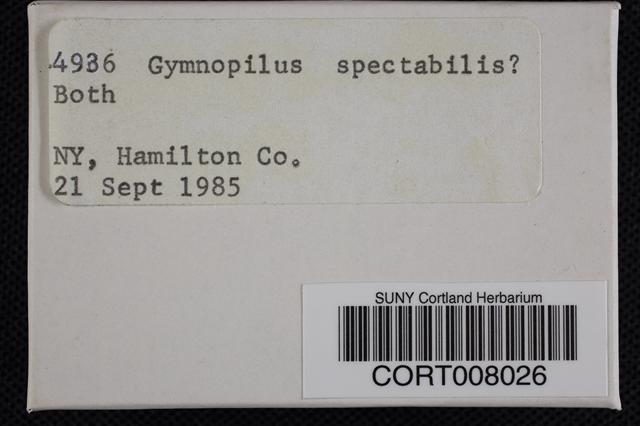 4936 Gymnopilus spectabilis?
Both
NY, Hamilton Co.
21 Sept 1985
SUNY Cortland Herbarium
CORT008026